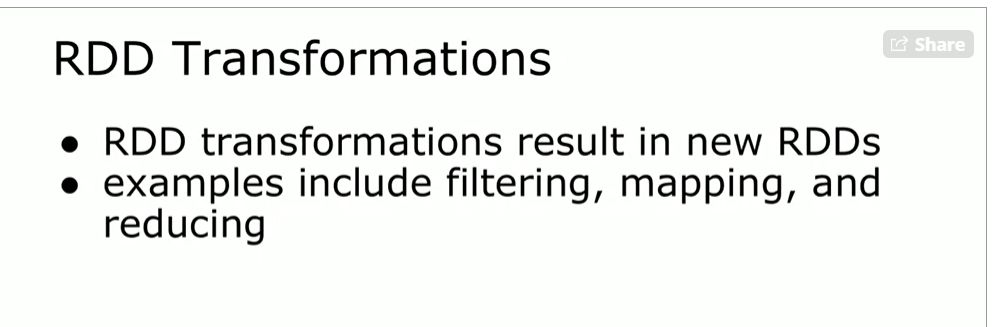 RDD Transformations
Share
● RDD transformations result in new RDDs
● examples include filtering, mapping, and
reducing